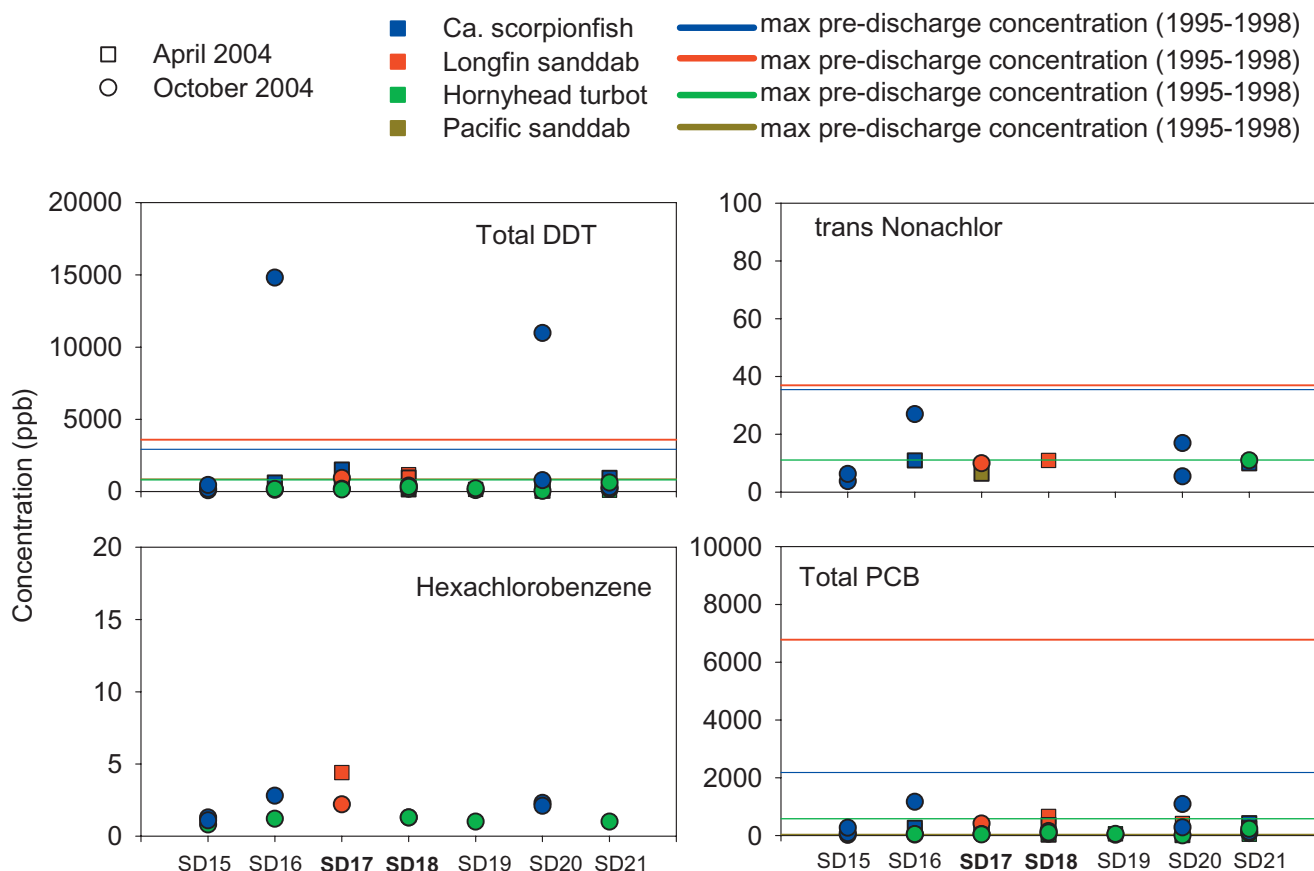 April 2004
October 2004
Ca. scorpionfish
Longfin sanddab
Hornyhead turbot
Pacific sanddab
max pre-discharge concentration (1995-1998)
max pre-discharge concentration (1995-1998)
max pre-discharge concentration (1995-1998)
max pre-discharge concentration (1995-1998)
Concentration (ppb)
Total DDT
20000
15000
10000
5000
0
trans Nonachlor
100
80
60
40
20
0
Hexachlorobenzene
20
15
10
5
0
SD15 SD16 SD17 SD18 SD19 SD20 SD21
Total PCB
10000
8000
6000
4000
2000
0
SD15 SD16 SD17 SD18 SD19 SD20 SD21